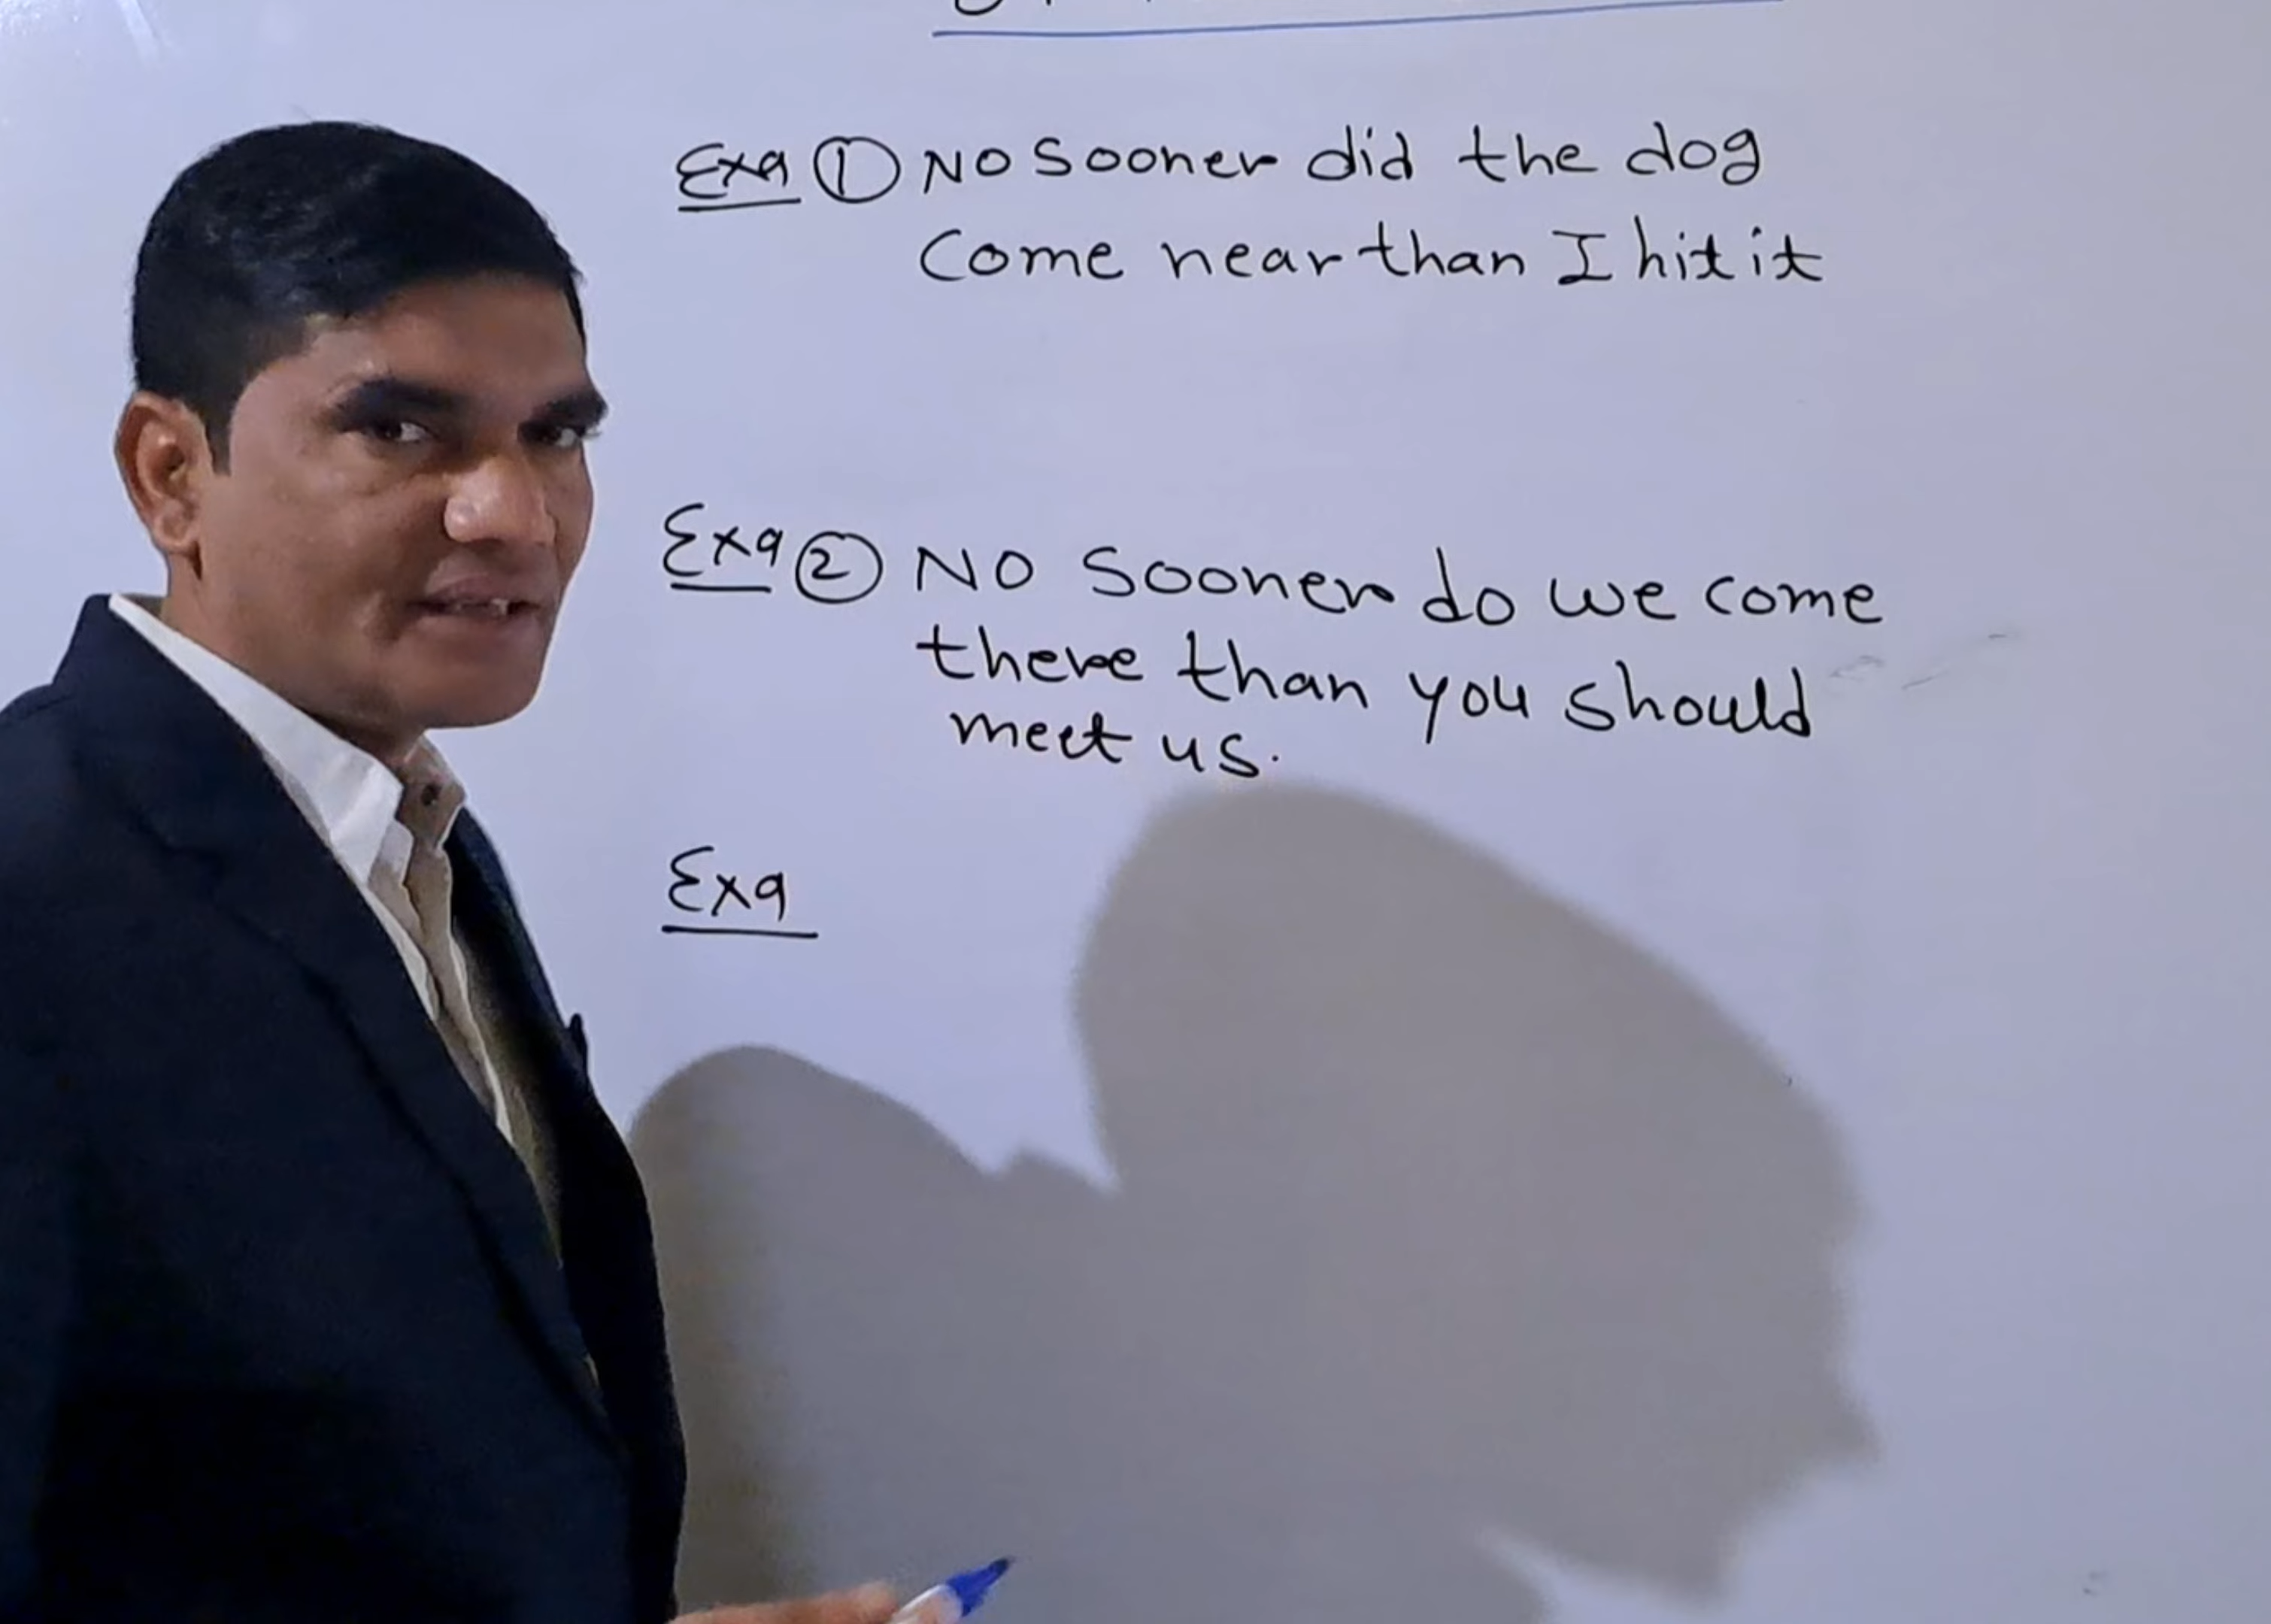 Exa ① No Sooner did the dog
Come near than I hit it
Exa ② No Sooner do we come
there than you should
meet us.
Exa